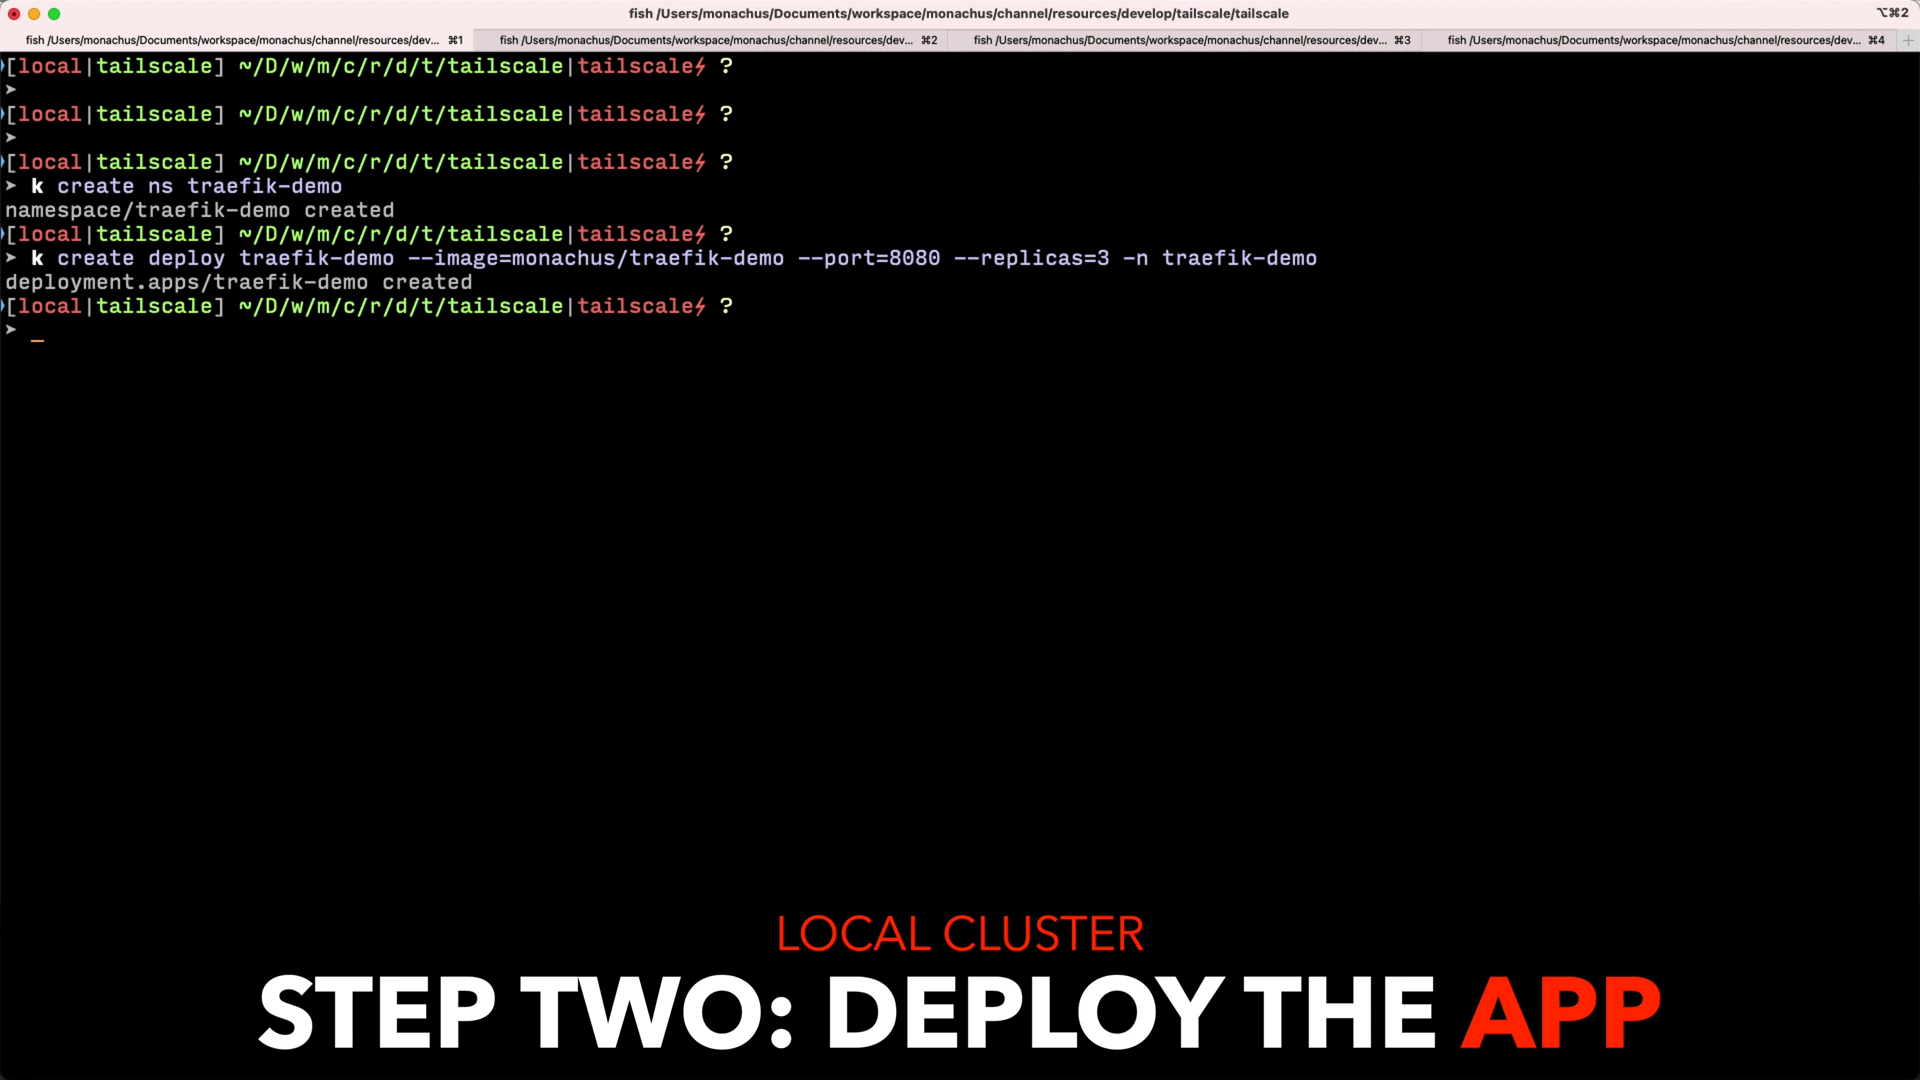 fish /Users/monachus/Documents/workspace/monachus/channel/resources/develop/tailscale/tailscale
⌥⌘2
fish /Users/monachus/Documents/workspace/monachus/channel/resources/dev... ⌘1
fish /Users/monachus/Documents/workspace/monachus/channel/resources/dev... ⌘2
fish /Users/monachus/Documents/workspace/monachus/channel/resources/dev... ⌘3
fish /Users/monachus/Documents/workspace/monachus/channel/resources/dev... ⌘4
[local|tailscale] ~/D/w/m/c/r/d/t/tailscale|tailscale⚡ ?
➤
[local|tailscale] ~/D/w/m/c/r/d/t/tailscale|tailscale⚡ ?
➤
[local|tailscale] ~/D/w/m/c/r/d/t/tailscale|tailscale⚡ ?
➤ k create ns traefik-demo
namespace/traefik-demo created
[local|tailscale] ~/D/w/m/c/r/d/t/tailscale|tailscale⚡ ?
➤ k create deploy traefik-demo --image=monachus/traefik-demo --port=8080 --replicas=3 -n traefik-demo
deployment.apps/traefik-demo created
[local|tailscale] ~/D/w/m/c/r/d/t/tailscale|tailscale⚡ ?
➤ _
LOCAL CLUSTER
STEP TWO: DEPLOY THE APP